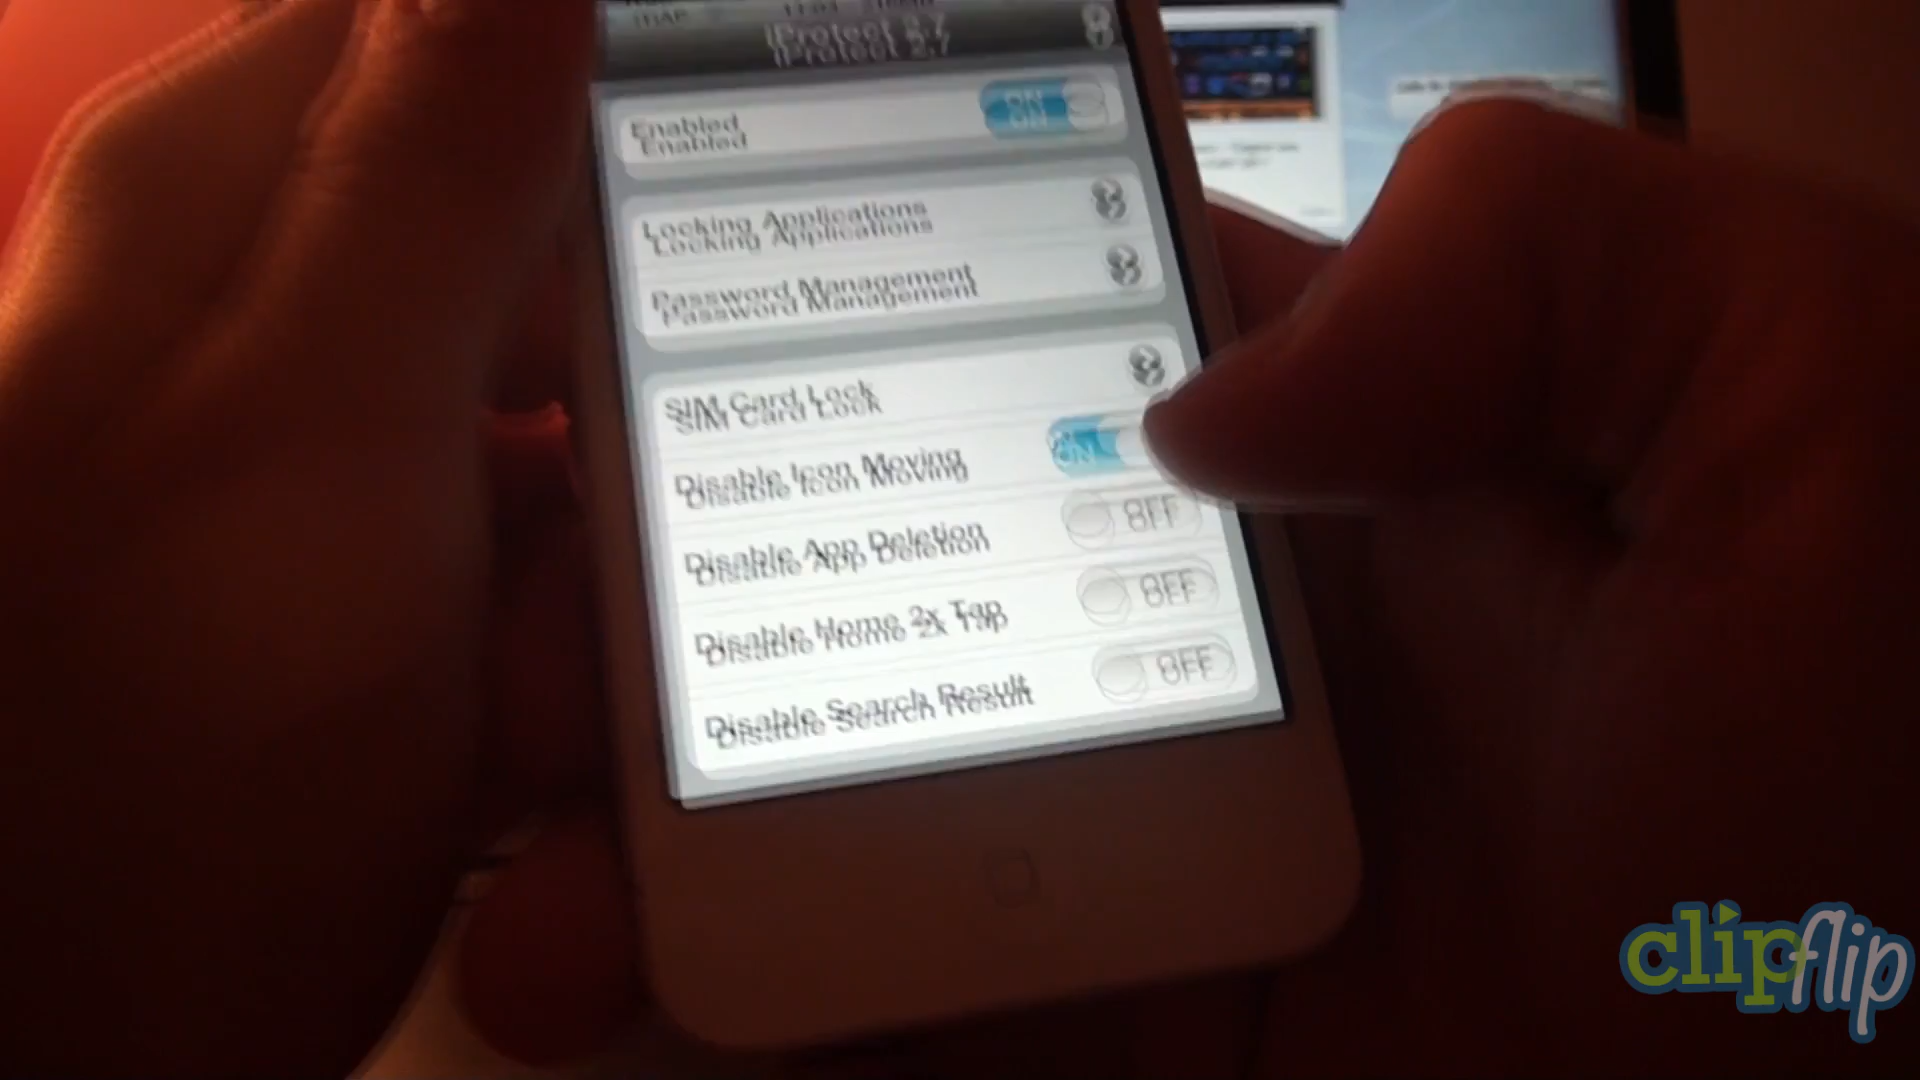 iProtect 2.7
Enabled ON
Locking Applications
Password Management
SIM Card Lock
Disable Icon Moving ON
Disable App Deletion OFF
Disable Home 2x Tap OFF
Disable Search Result OFF
clipflip